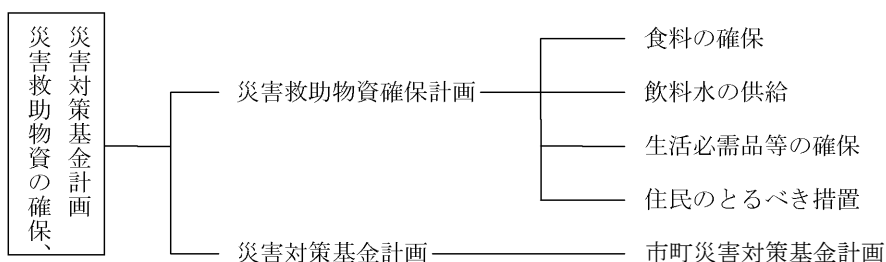 災害救助物資の確保、
災害対策基金計画
災害救助物資確保計画
食料の確保
飲料水の供給
生活必需品等の確保
住民のとるべき措置
災害対策基金計画
市町災害対策基金計画